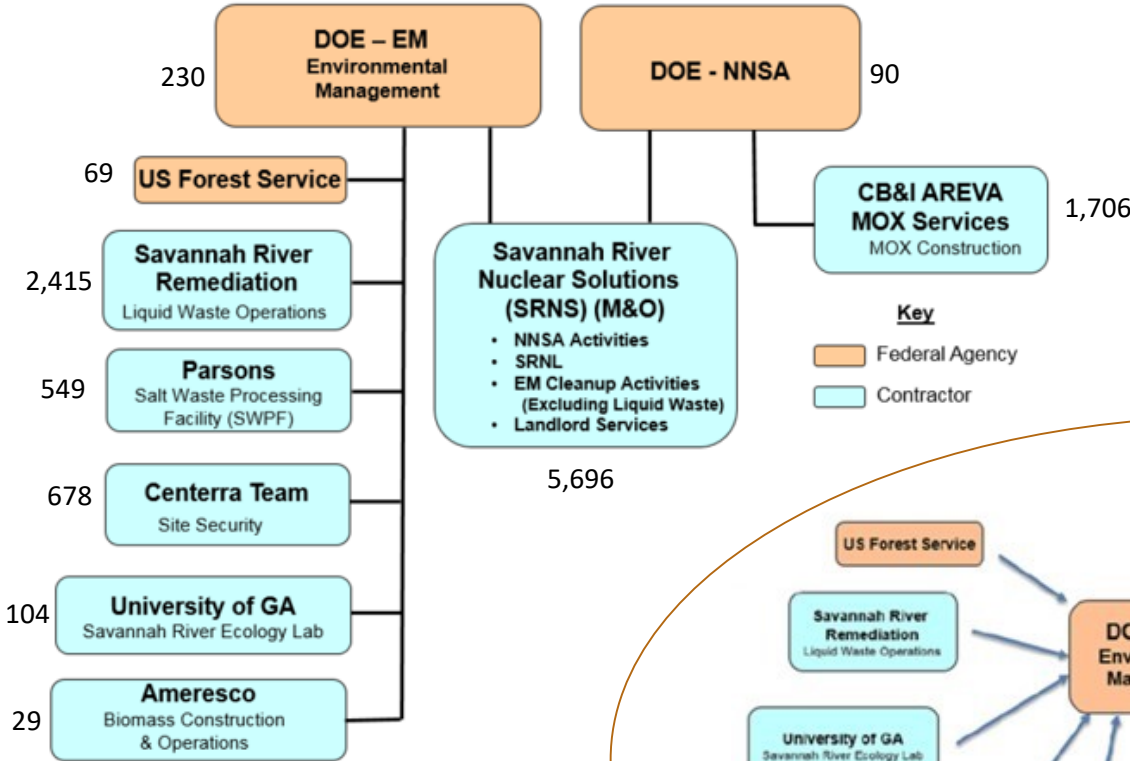 230
DOE – EM
Environmental
Management
DOE - NNSA
90
69
US Forest Service
2,415
Savannah River
Remediation
Liquid Waste Operations
549
Parsons
Salt Waste Processing
Facility (SWPF)
678
Centerra Team
Site Security
104
University of GA
Savannah River Ecology Lab
29
Ameresco
Biomass Construction
& Operations
Savannah River
Nuclear Solutions
(SRNS) (M&O)
• NNSA Activities
• SRNL
• EM Cleanup Activities
(Excluding Liquid Waste)
• Landlord Services
5,696
CB&I AREVA
MOX Services
MOX Construction
1,706
Key
Federal Agency
Contractor
US Forest Service
Savannah River
Remediation
Liquid Waste Operations
University of GA
Savannah River Ecology Lab